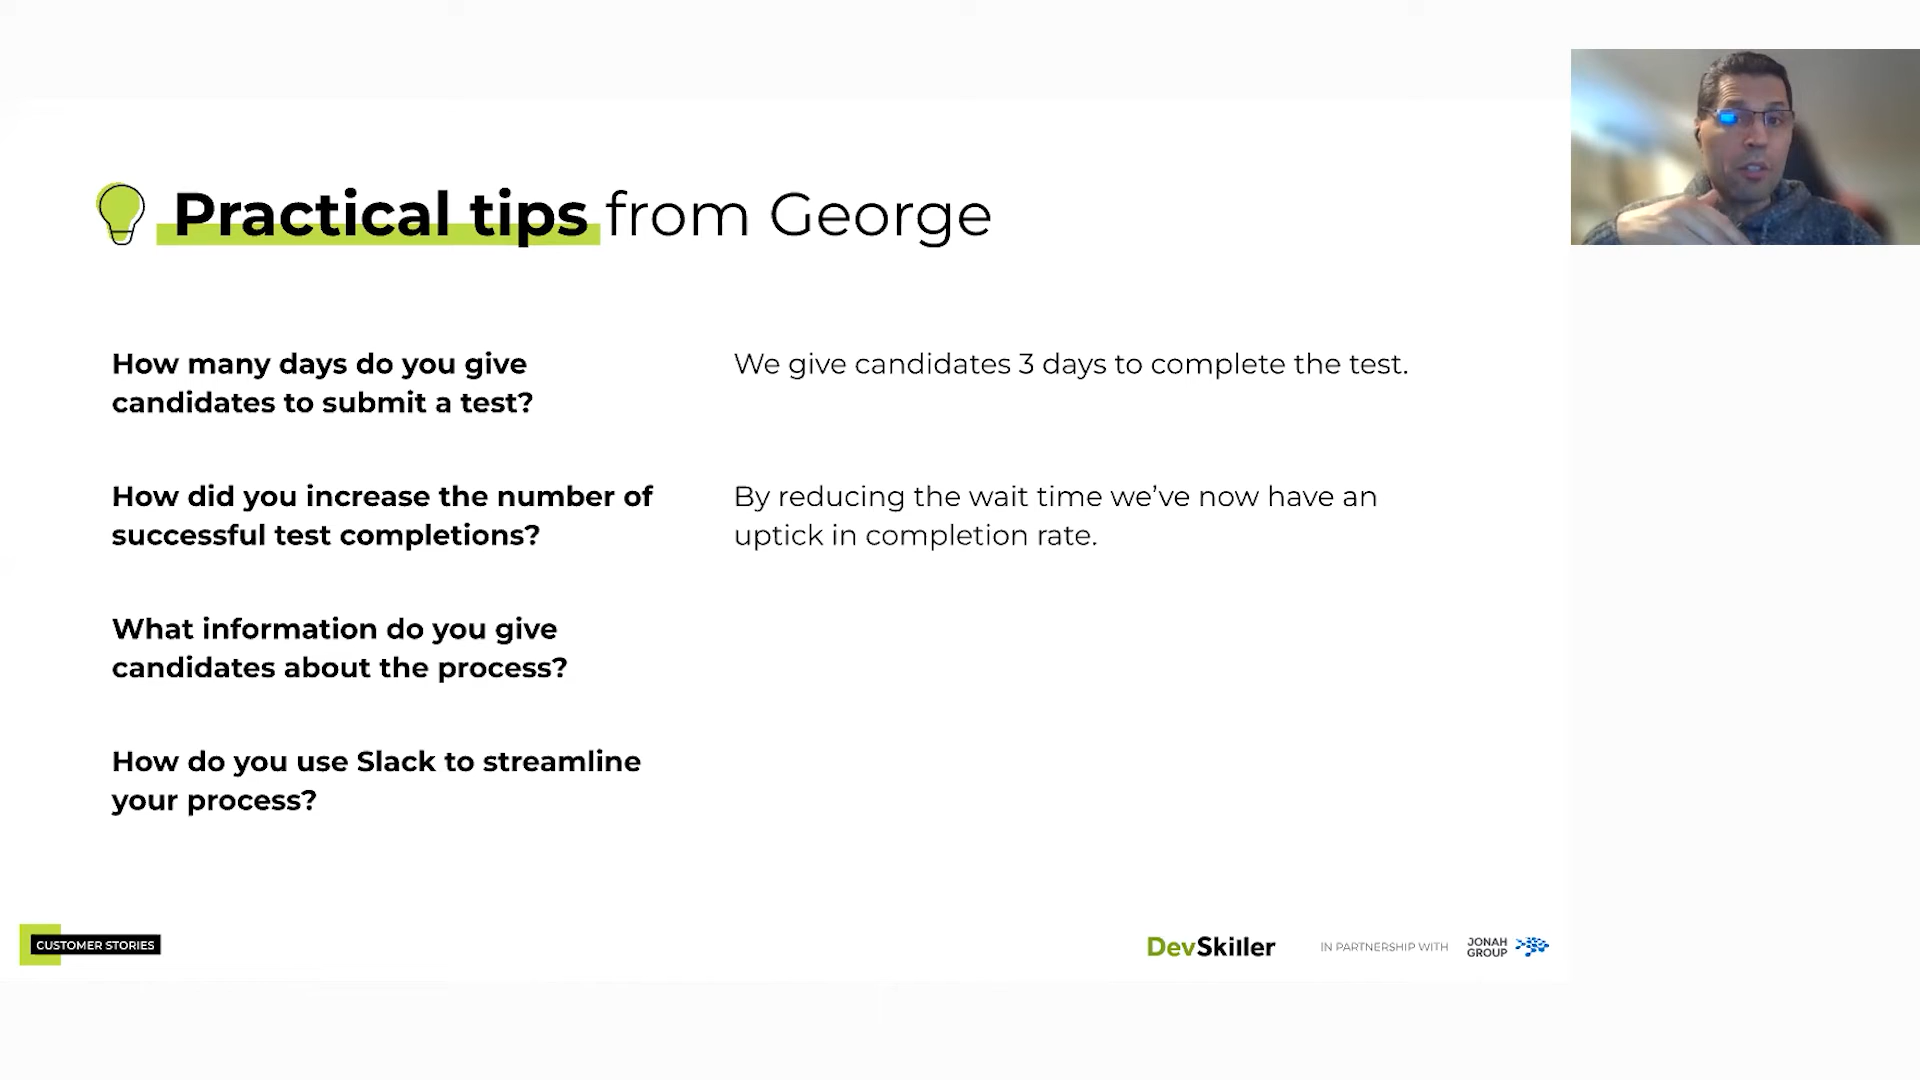 Practical tips from George
How many days do you give
candidates to submit a test?
We give candidates 3 days to complete the test.
How did you increase the number of
successful test completions?
By reducing the wait time we’ve now have an
uptick in completion rate.
What information do you give
candidates about the process?
How do you use Slack to streamline
your process?
CUSTOMER STORIES
DevSkiller
IN PARTNERSHIP WITH
JONAH
GROUP